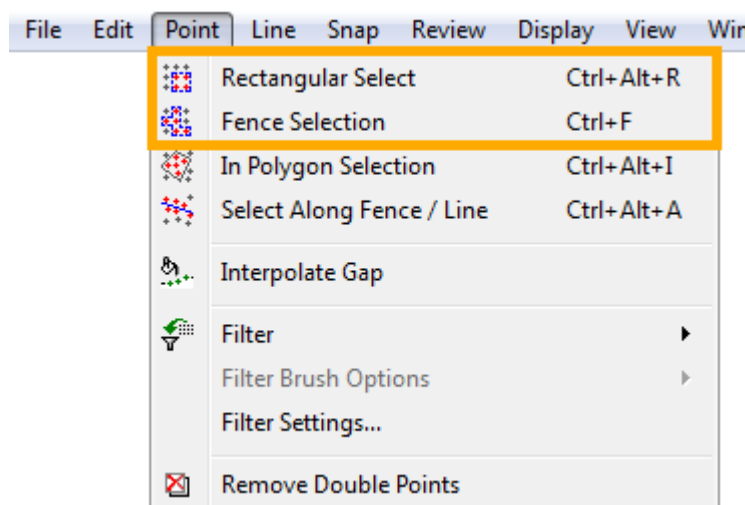 File Edit Point Line Snap Review Display View
Rectangular Select Ctrl+Alt+R
Fence Selection Ctrl+F
In Polygon Selection Ctrl+Alt+I
Select Along Fence / Line Ctrl+Alt+A
Interpolate Gap
Filter
Filter Brush Options
Filter Settings...
Remove Double Points